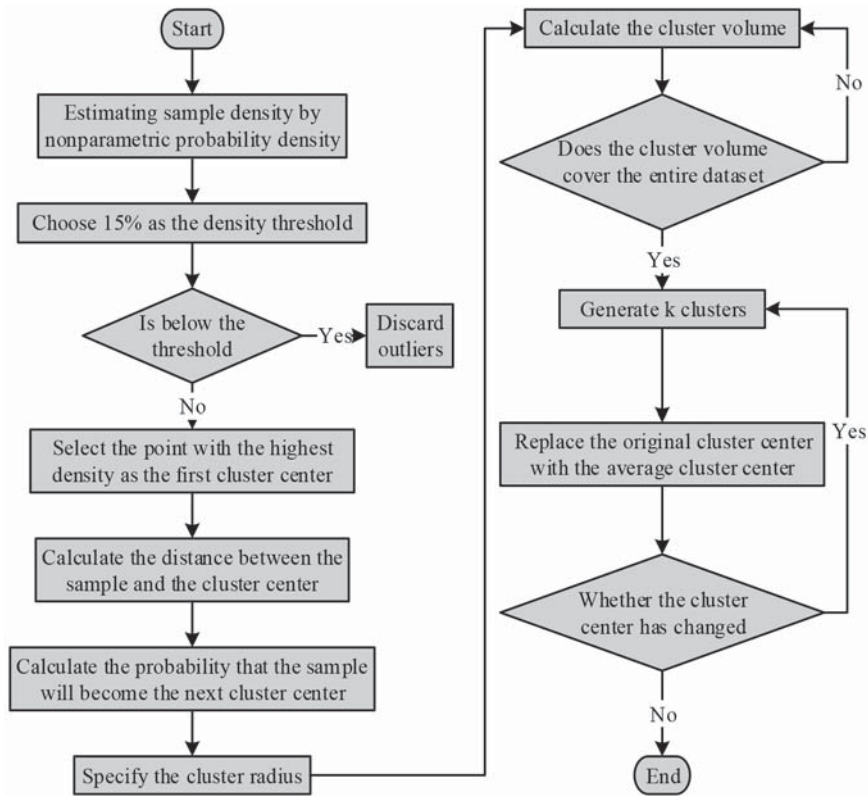 Start
Estimating sample density by
nonparametric probability density
Choose 15% as the density threshold
Is below the
threshold
Yes
Discard
outliers
No
Select the point with the highest
density as the first cluster center
Calculate the distance between the
sample and the cluster center
Calculate the probability that the sample
will become the next cluster center
Specify the cluster radius
Calculate the cluster volume
No
Does the cluster volume
cover the entire dataset
Yes
Generate k clusters
Replace the original cluster center
with the average cluster center
Yes
Whether the cluster
center has changed
No
End